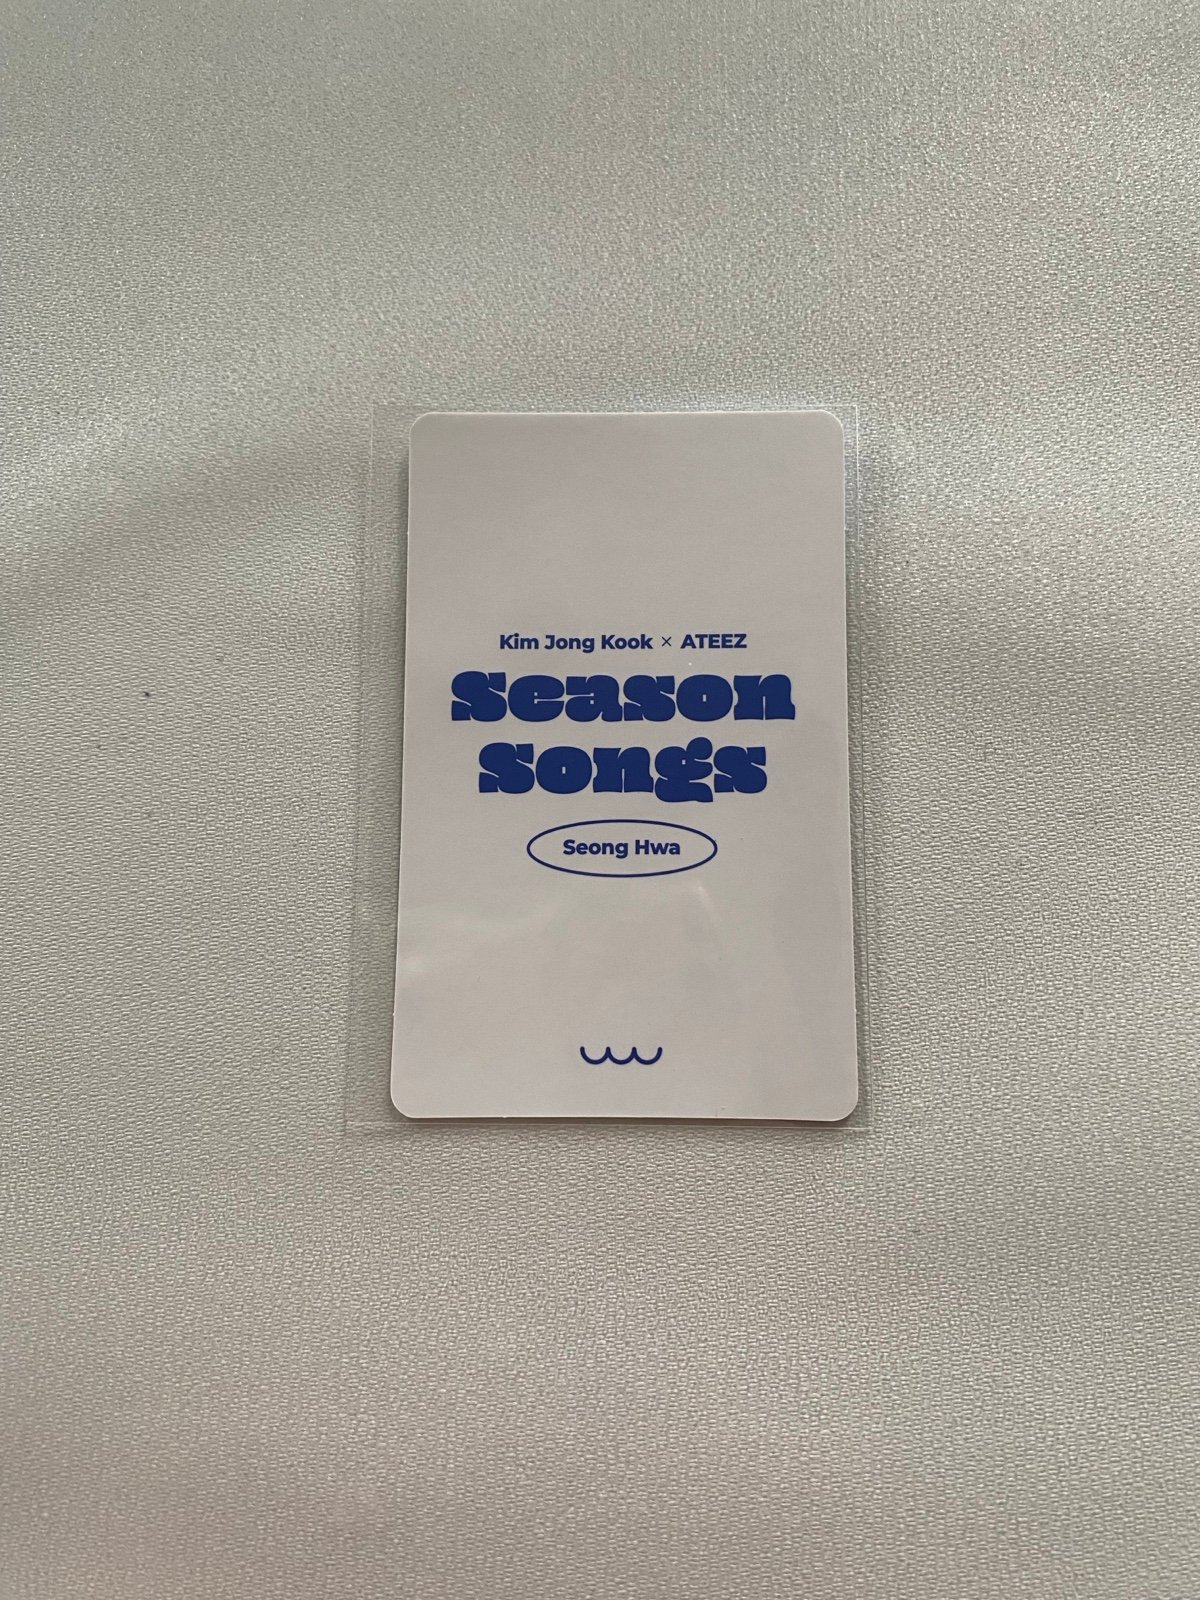 Kim Jong Kook × ATEEZ
Season
Songs
Seong Hwa